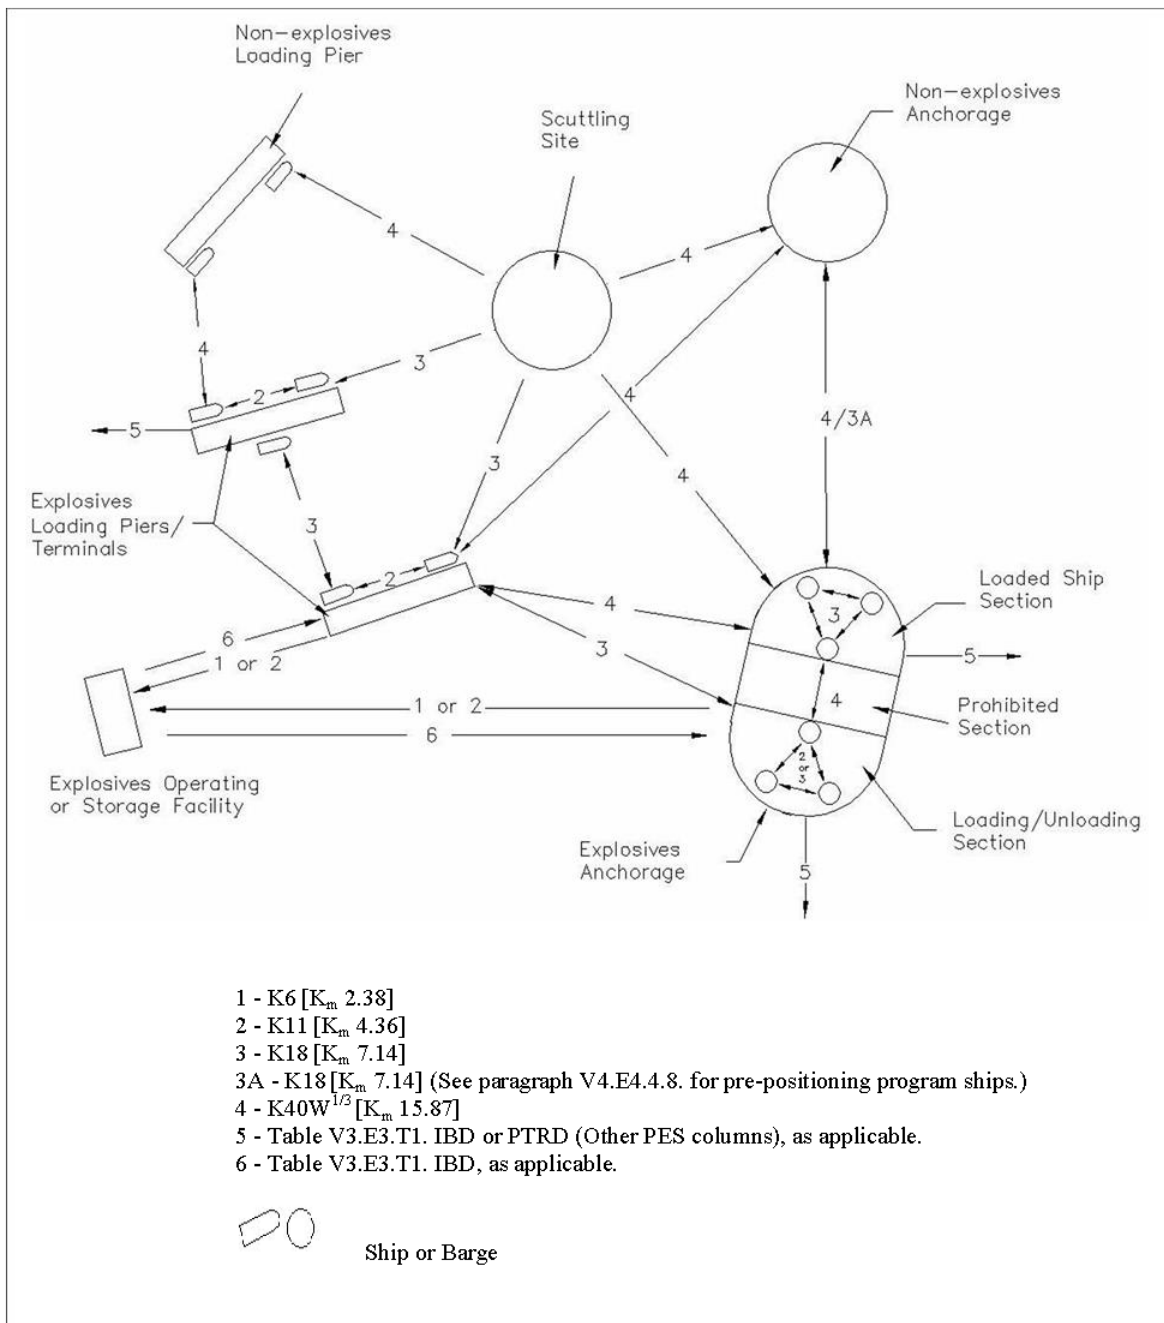 Non-explosives
Loading Pier
Scuttling
Site
Non-explosives
Anchorage
4
4
4
3
2
5
4
4/3A
3
4
Explosives
Loading Piers/
Terminals
3
2
4
3
6
1 or 2
Loaded Ship
Section
3
5
1 or 2
4
6
Prohibited
Section
Explosives Operating
or Storage Facility
2
or
3
Loading/Unloading
Section
Explosives
Anchorage
5
1 - K6 [Km 2.38]
2 - K11 [Km 4.36]
3 - K18 [Km 7.14]
3A - K18 [Km 7.14] (See paragraph V4.E4.4.8. for pre-positioning program ships.)
4 - K40W1/3 [Km 15.87]
5 - Table V3.E3.T1. IBD or PTRD (Other PES columns), as applicable.
6 - Table V3.E3.T1. IBD, as applicable.
Ship or Barge